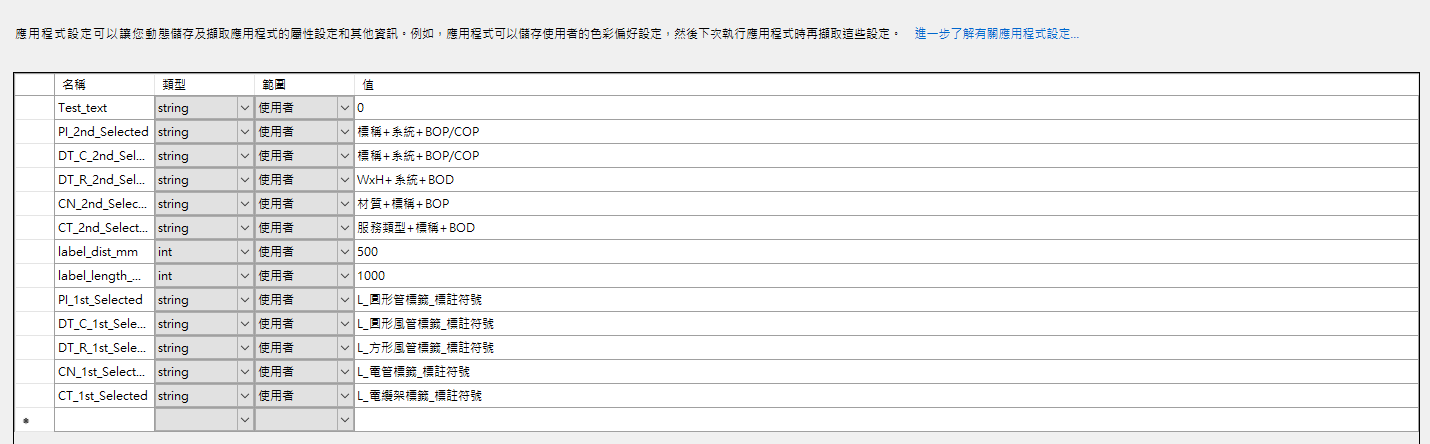 應用程式設定可以讓您動態儲存及擷取應用程式的屬性設定和其他資訊。例如，應用程式可以儲存使用者的色彩偏好設定，然後下次執行應用程式時再擷取這些設定。 進一步了解有關應用程式設定...
名稱 類型 範圍 值
Test_text string 使用者 0
PI_2nd_Selected string 使用者 標稱+系統+BOP/COP
DT_C_2nd_Sel... string 使用者 標稱+系統+BOP/COP
DT_R_2nd_Sel... string 使用者 WxH+系統+BOD
CN_2nd_Selec... string 使用者 材質+標稱+BOP
CT_2nd_Select... string 使用者 服務類型+標稱+BOD
label_dist_mm int 使用者 500
label_length_... int 使用者 1000
PI_1st_Selected string 使用者 L_圓形管標籤_標註符號
DT_C_1st_Sele... string 使用者 L_圓形風管標籤_標註符號
DT_R_1st_Sele... string 使用者 L_方形風管標籤_標註符號
CN_1st_Select... string 使用者 L_電管標籤_標註符號
CT_1st_Selected string 使用者 L_電纜架標籤_標註符號